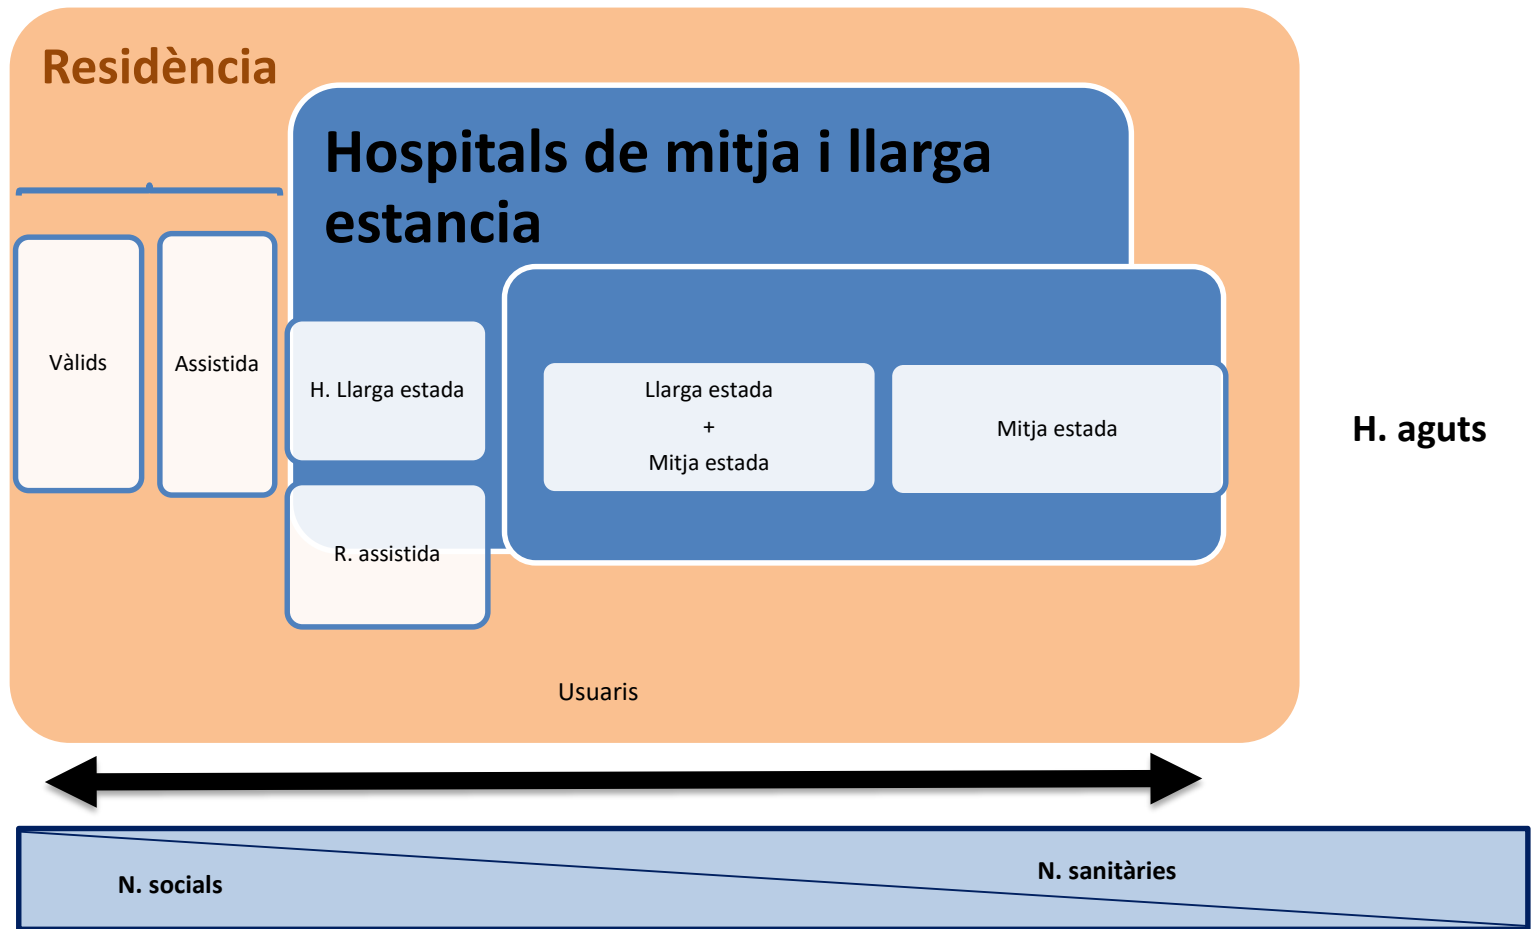 Residència
Hospitals de mitja i llarga
estancia
Vàlids
Assistida
H. Llarga estada
R. assistida
Llarga estada
+
Mitja estada
Mitja estada
H. aguts
Usuaris
N. socials
N. sanitàries